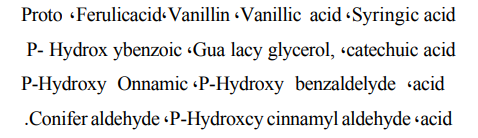 Proto ،Ferulicacid،Vanillin ،Vanillic acid ،Syringic acid
P- Hydrox ybenzoic ،Gua lacy glycerol, ،catechuic acid
P-Hydroxy Onnamic ،P-Hydroxy benzaldelyde ،acid
.Conifer aldehyde ،P-Hydroxcy cinnamyl aldehyde ،acid